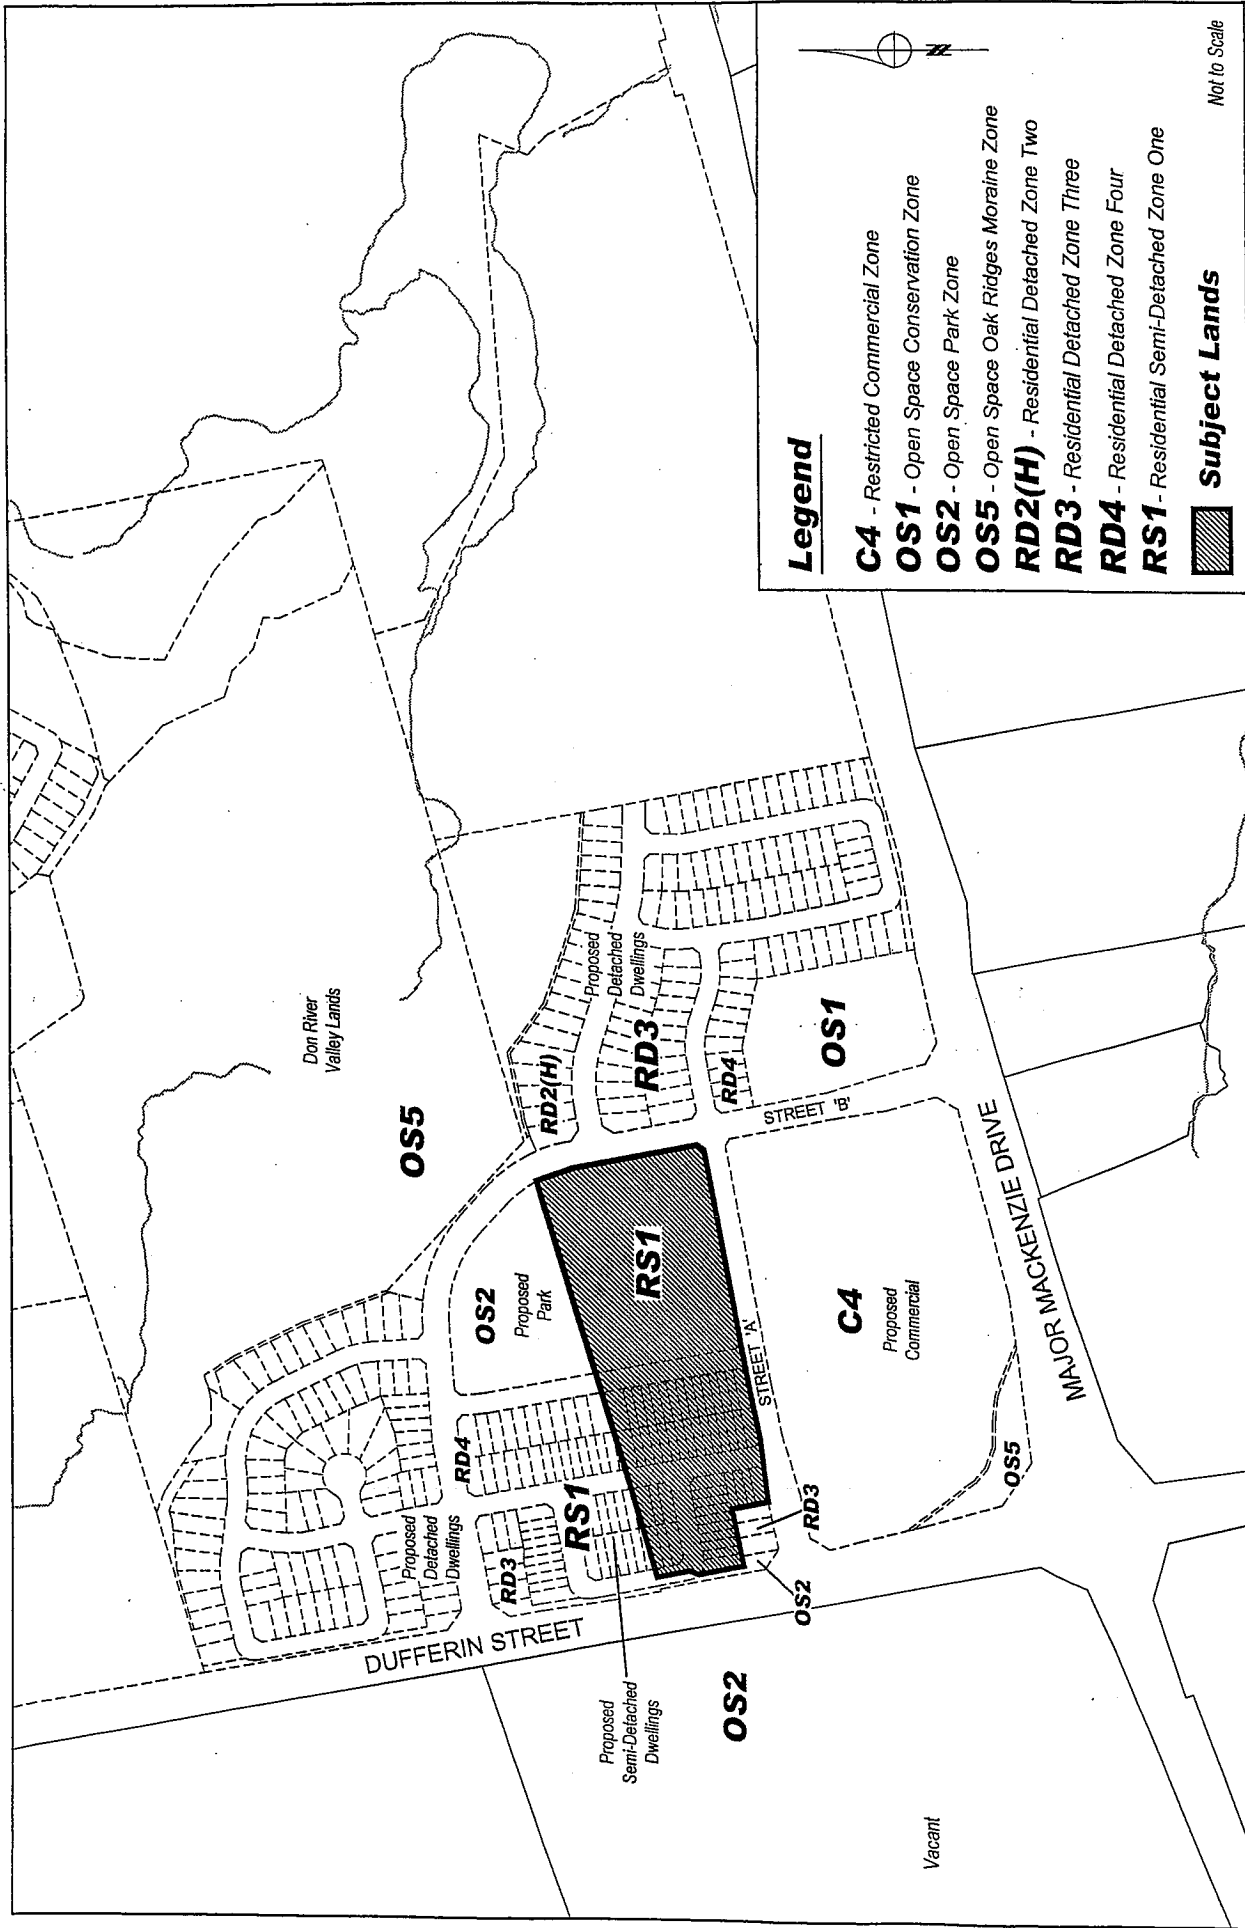 Don River
Valley Lands
OS5
RD2(H)
Proposed
Detached
Dwellings
RD3
RD4
OS1
STREET 'B'
OS2
Proposed
Park
RS1
STREET 'A'
C4
Proposed
Commercial
OS5
MAJOR MACKENZIE DRIVE
Proposed
Detached
Dwellings
RD4
RD3
RS1
RD3
OS2
DUFFERIN STREET
Proposed
Semi-Detached
Dwellings
OS2
Vacant
N
Legend
C4 - Restricted Commercial Zone
OS1 - Open Space Conservation Zone
OS2 - Open Space Park Zone
OS5 - Open Space Oak Ridges Moraine Zone
RD2(H) - Residential Detached Zone Two
RD3 - Residential Detached Zone Three
RD4 - Residential Detached Zone Four
RS1 - Residential Semi-Detached Zone One
Subject Lands
Not to Scale